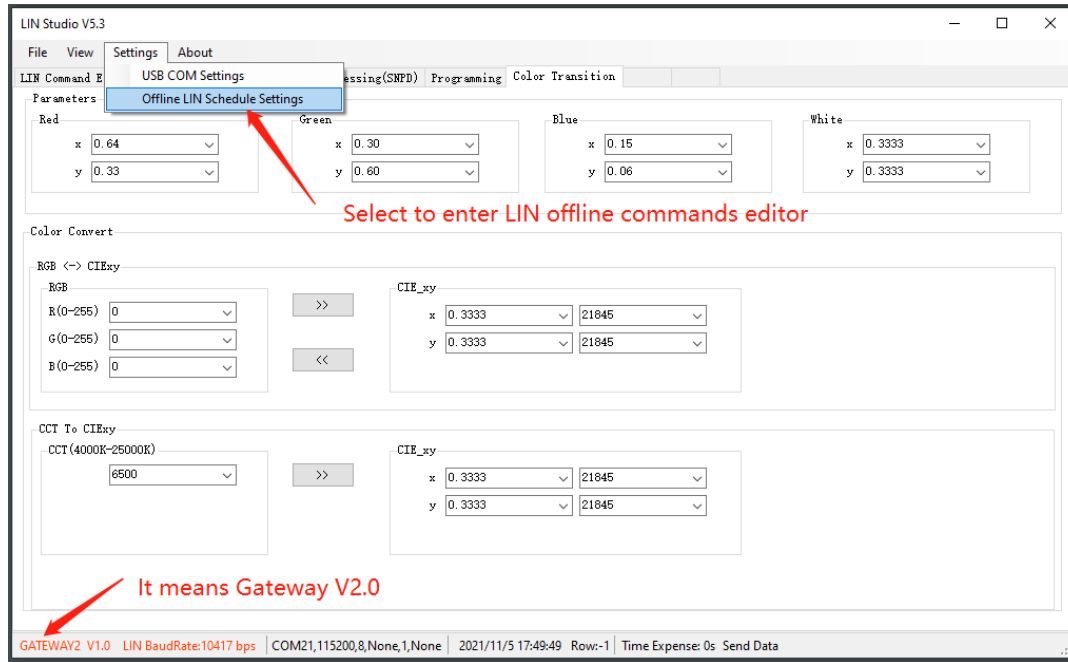 LIN Studio V5.3
File View Settings About
USB COM Settings
Offline LIN Schedule Settings
LIN Command E
essing(SNPD) Programming Color Transition
Parameters
Red Green Blue White
x 0.64 x 0.30 x 0.15 x 0.3333
y 0.33 y 0.60 y 0.06 y 0.3333
Select to enter LIN offline commands editor
Color Convert
RGB <-> CIExy
RGB CIE_xy
R(0-255) 0 >> x 0.3333 21845
G(0-255) 0 y 0.3333 21845
B(0-255) 0 <<
CCT To CIExy
CCT(4000K-25000K) CIE_xy
6500 >> x 0.3333 21845
y 0.3333 21845
It means Gateway V2.0
GATEWAY2 V1.0 LIN BaudRate:10417 bps COM21,115200,8,None,1,None 2021/11/5 17:49:49 Row:-1 Time Expense: 0s Send Data